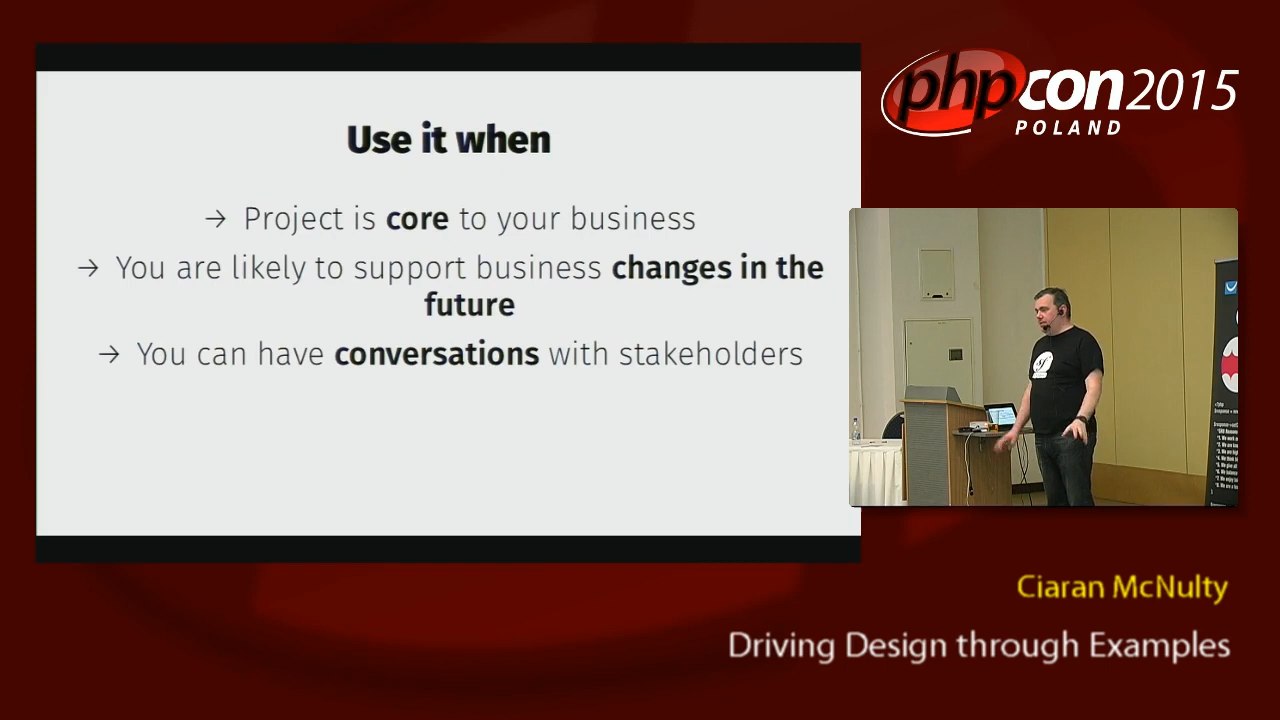 Use it when
→ Project is core to your business
→ You are likely to support business changes in the
future
→ You can have conversations with stakeholders
phpcon2015
POLAND
Ciaran McNulty
Driving Design through Examples